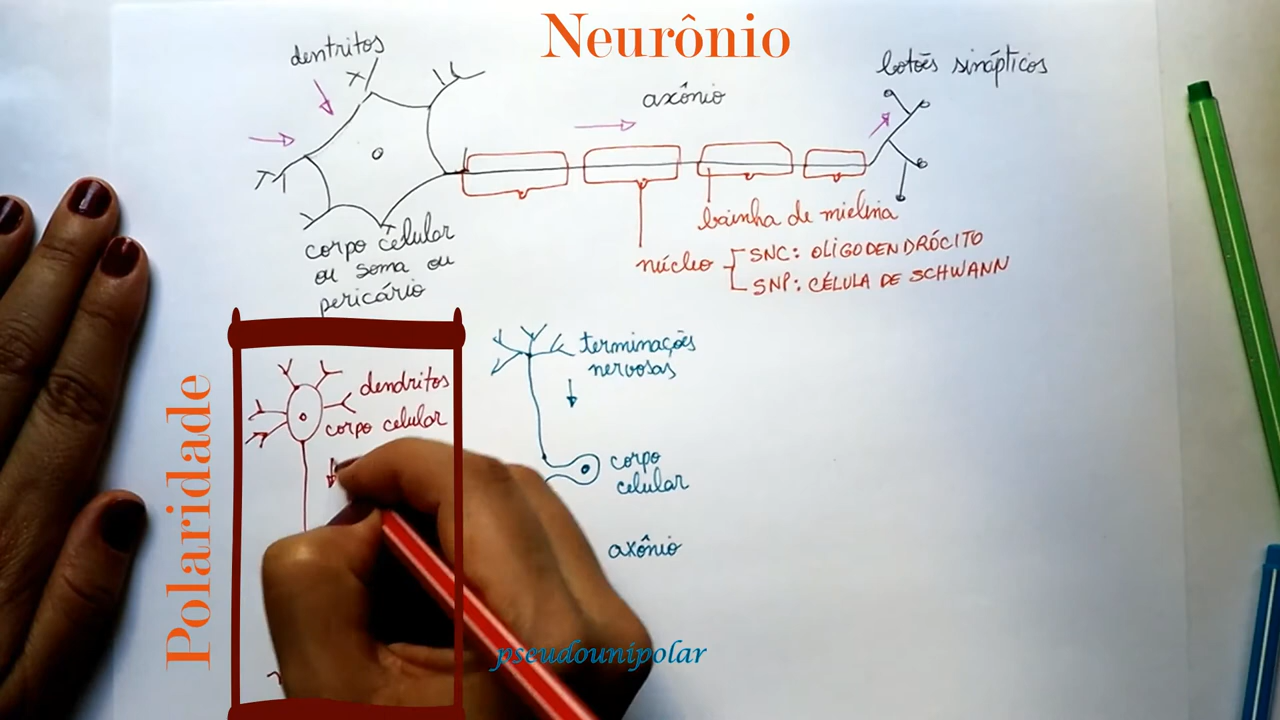 Neurônio
dentritos
axônio
botões sinápticos
corpo celular
ou soma ou
pericário
bainha de mielina
núcleo
SNC: OLIGODENDRÓCITO
SNP: CÉLULA DE SCHWANN
Polaridade
dendritos
corpo celular
terminações
nervosas
corpo
celular
axônio
pseudounipolar